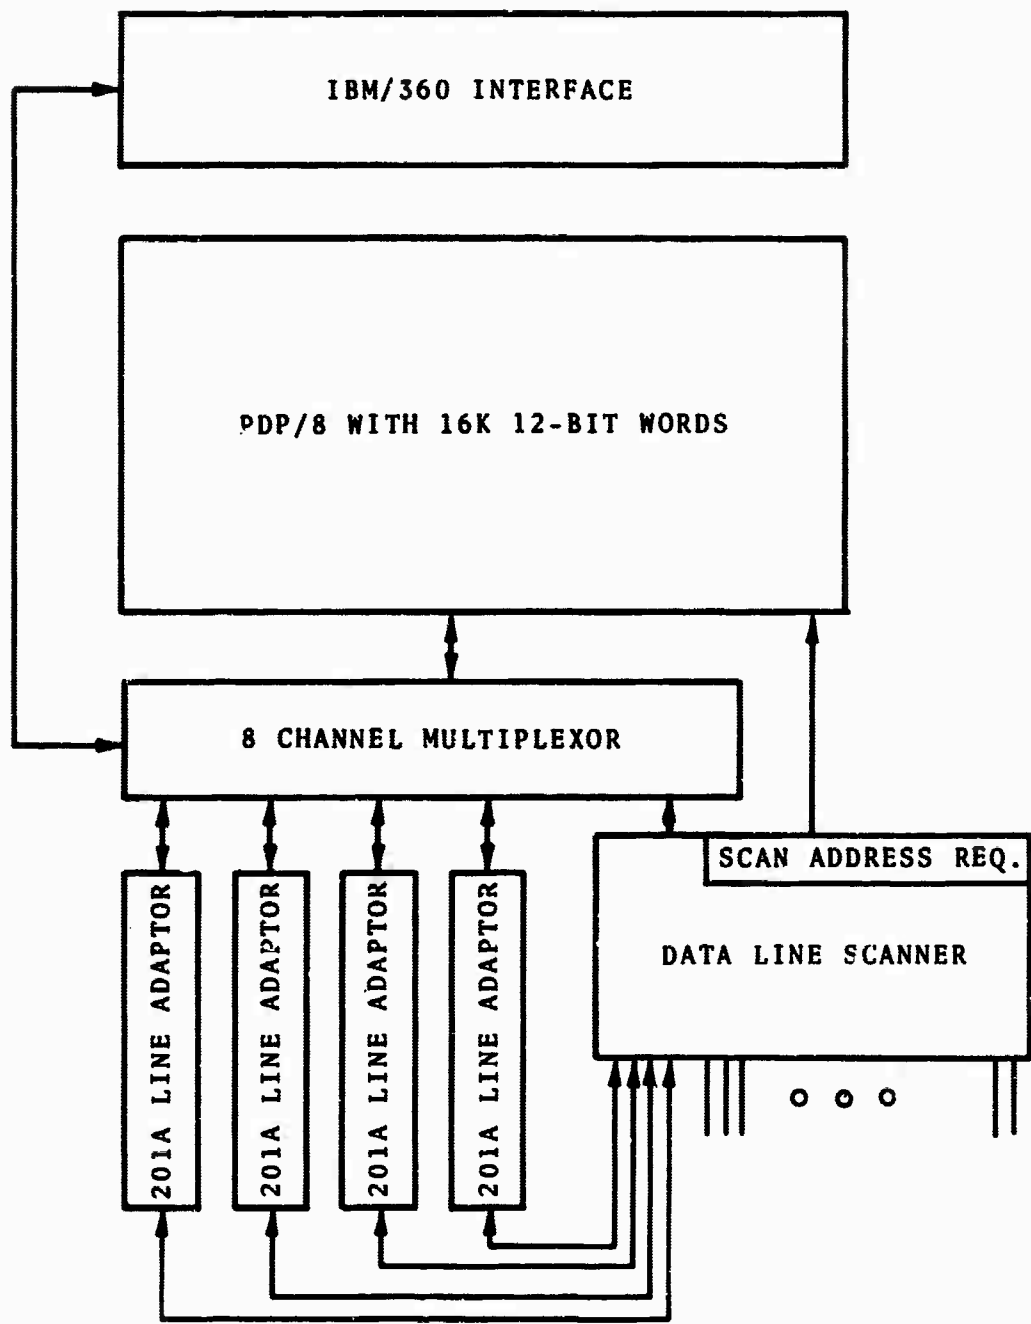 IBM/360 INTERFACE
PDP/8 WITH 16K 12-BIT WORDS
8 CHANNEL MULTIPLEXOR
SCAN ADDRESS REQ.
DATA LINE SCANNER
201A LINE ADAPTOR
201A LINE ADAPTOR
201A LINE ADAPTOR
201A LINE ADAPTOR